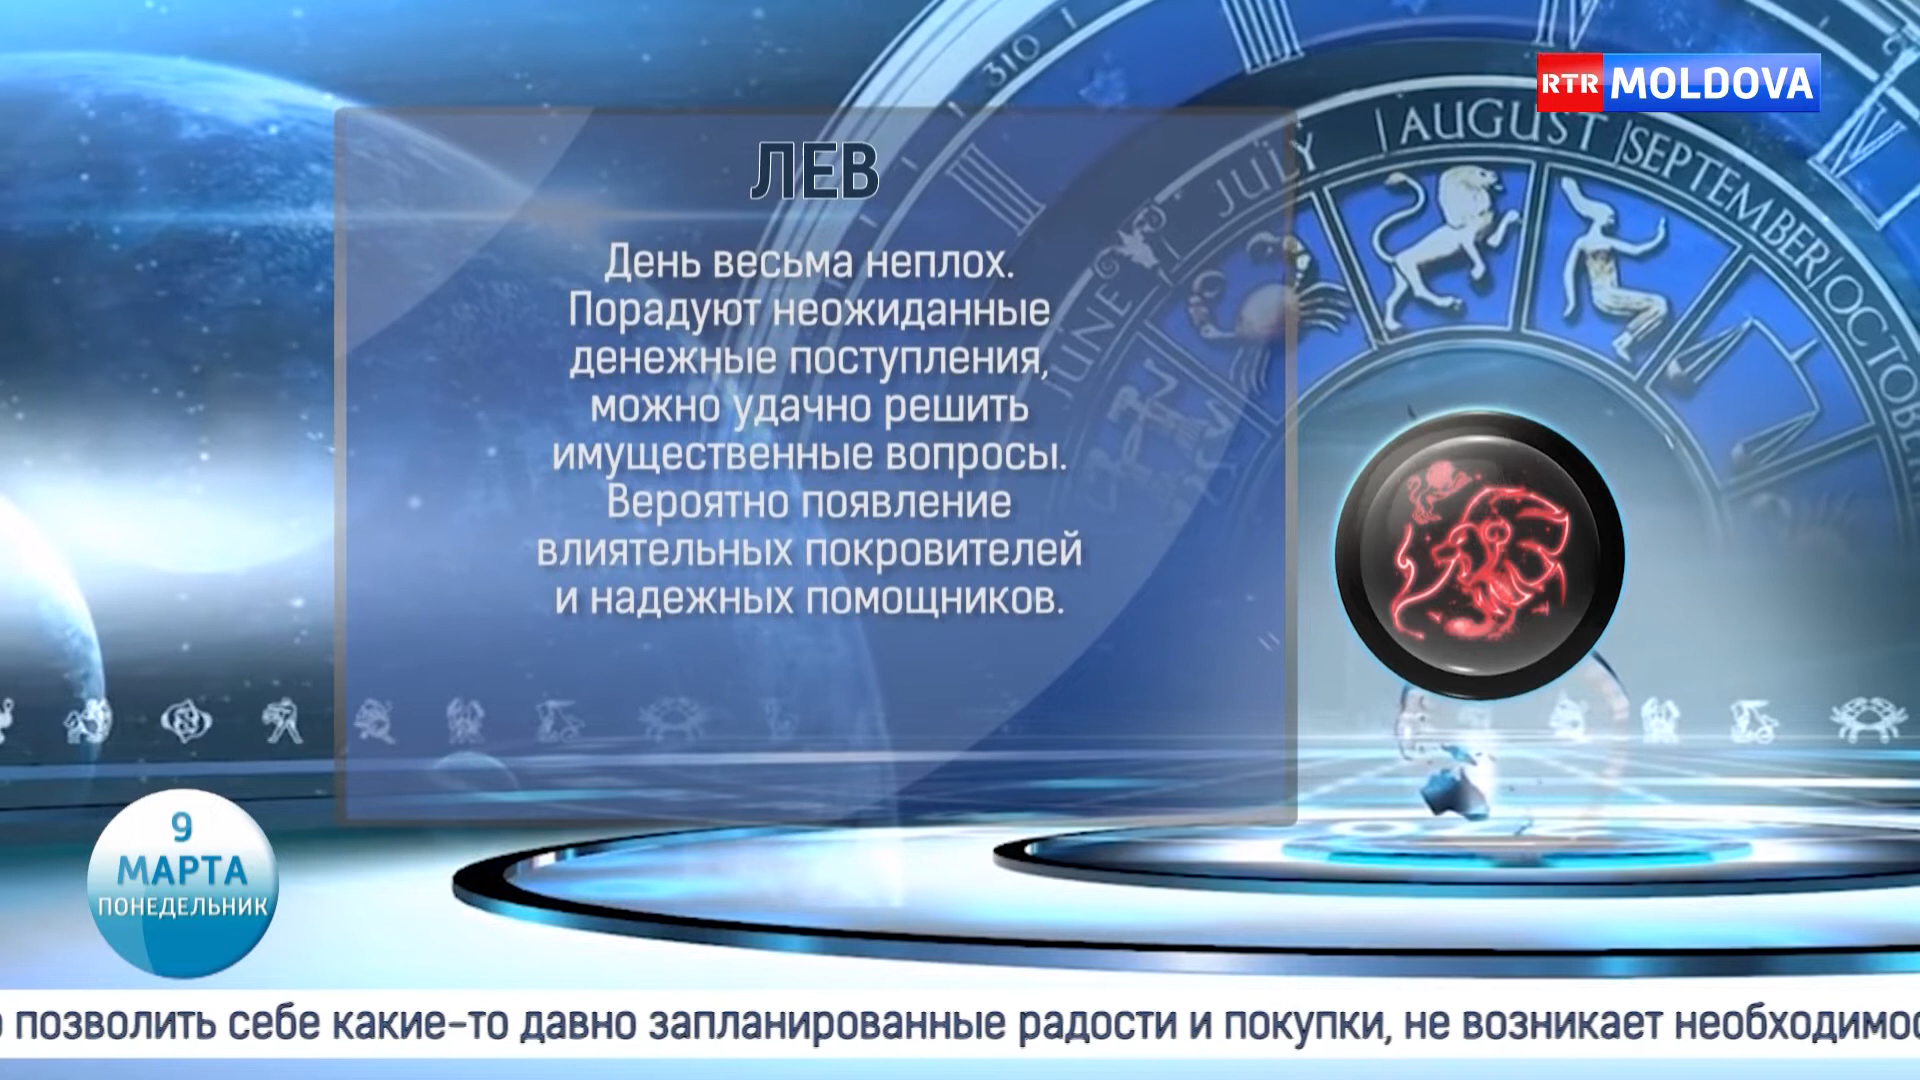 310
RTR MOLDOVA
JUNE
JULY
AUGUST
SEPTEMBER
ЛЕВ
День весьма неплох.
Порадуют неожиданные
денежные поступления,
можно удачно решить
имущественные вопросы.
Вероятно появление
влиятельных покровителей
и надежных помощников.
9
МАРТА
ПОНЕДЕЛЬНИК
позволить себе какие-то давно запланированные радости и покупки, не возникает